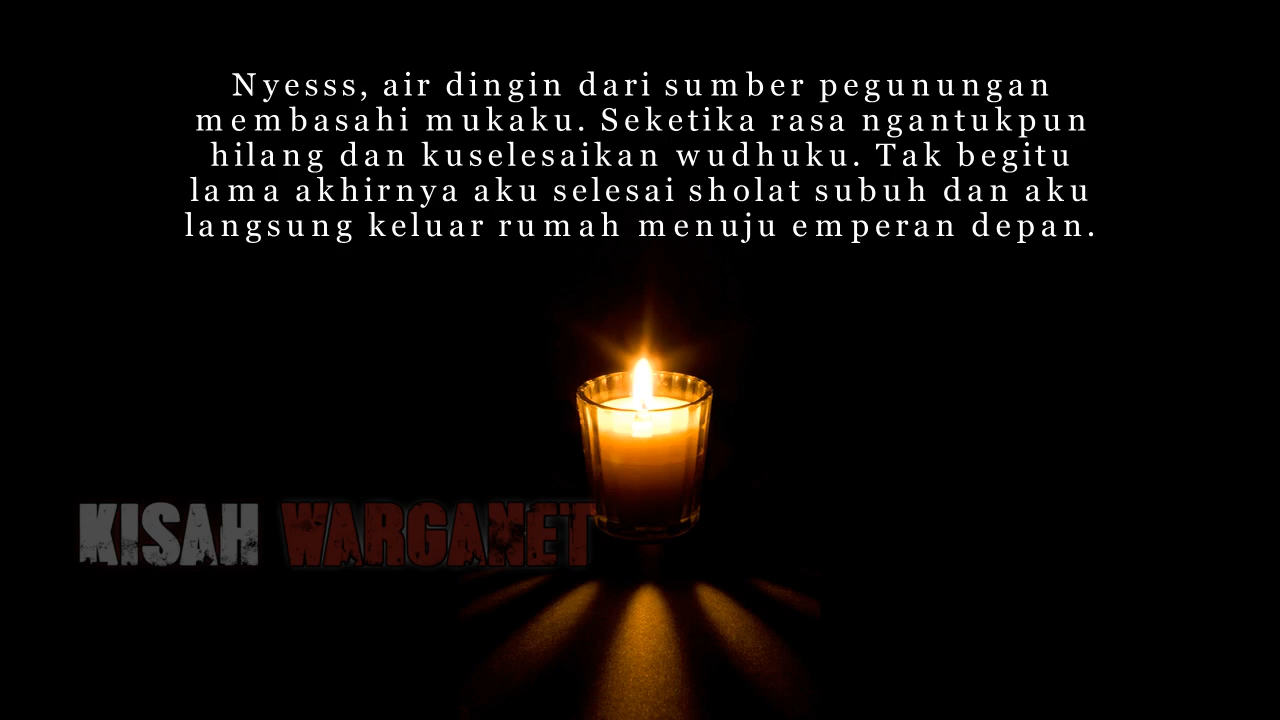 Nyesss, air dingin dari sumber pegunungan
membasahi mukaku. Seketika rasa ngantukpun
hilang dan kuselesaikan wudhuku. Tak begitu
lama akhirnya aku selesai sholat subuh dan aku
langsung keluar rumah menuju emperan depan.
KISAH WARGANET